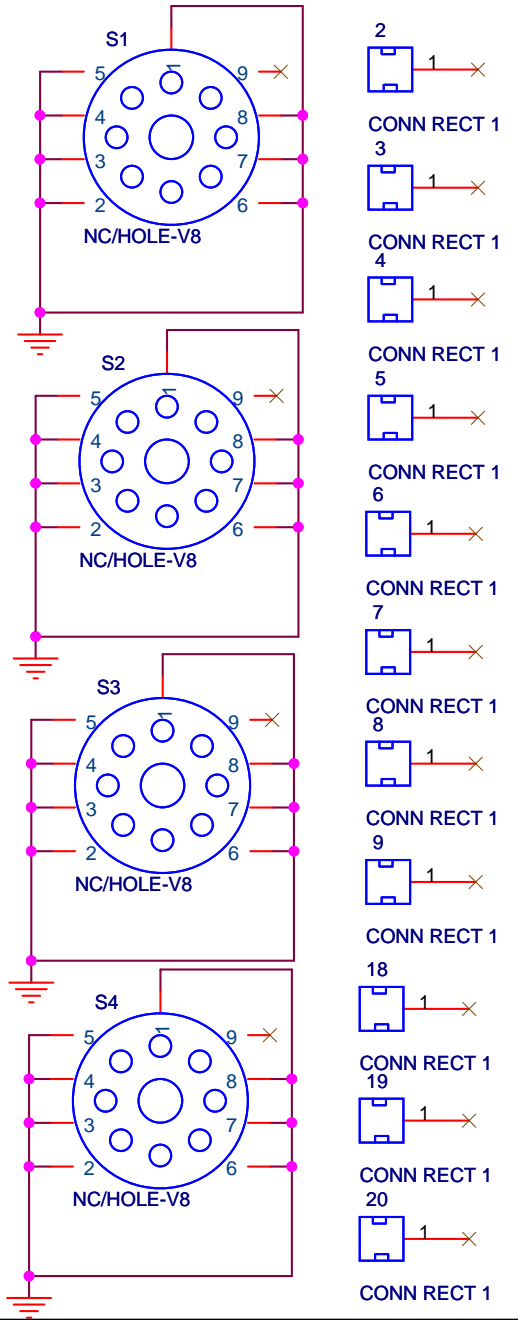 S1
1
5 9
4 8
3 7
2 6
NC/HOLE-V8
S2
1
5 9
4 8
3 7
2 6
NC/HOLE-V8
S3
1
5 9
4 8
3 7
2 6
NC/HOLE-V8
S4
1
5 9
4 8
3 7
2 6
NC/HOLE-V8
2
1
CONN RECT 1
3
1
CONN RECT 1
4
1
CONN RECT 1
5
1
CONN RECT 1
6
1
CONN RECT 1
7
1
CONN RECT 1
8
1
CONN RECT 1
9
1
CONN RECT 1
18
1
CONN RECT 1
19
1
CONN RECT 1
20
1
CONN RECT 1